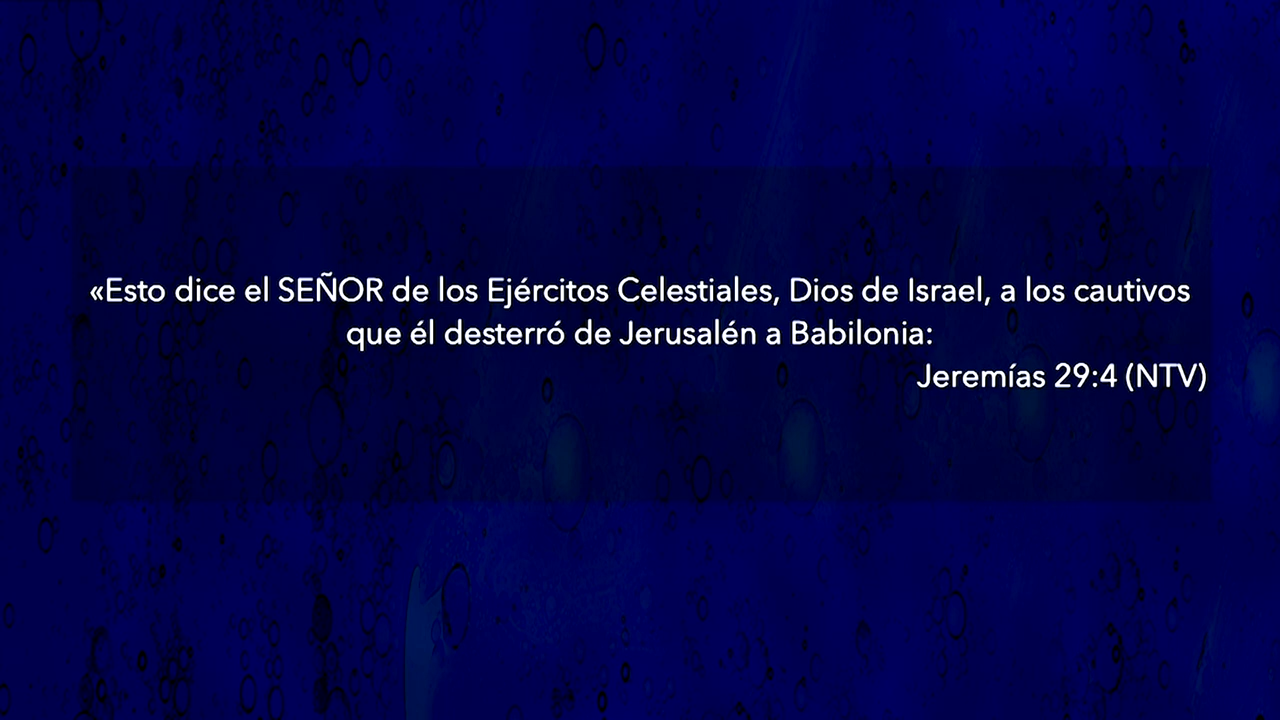 «Esto dice el SEÑOR de los Ejércitos Celestiales, Dios de Israel, a los cautivos
que él desterró de Jerusalén a Babilonia:
Jeremías 29:4 (NTV)